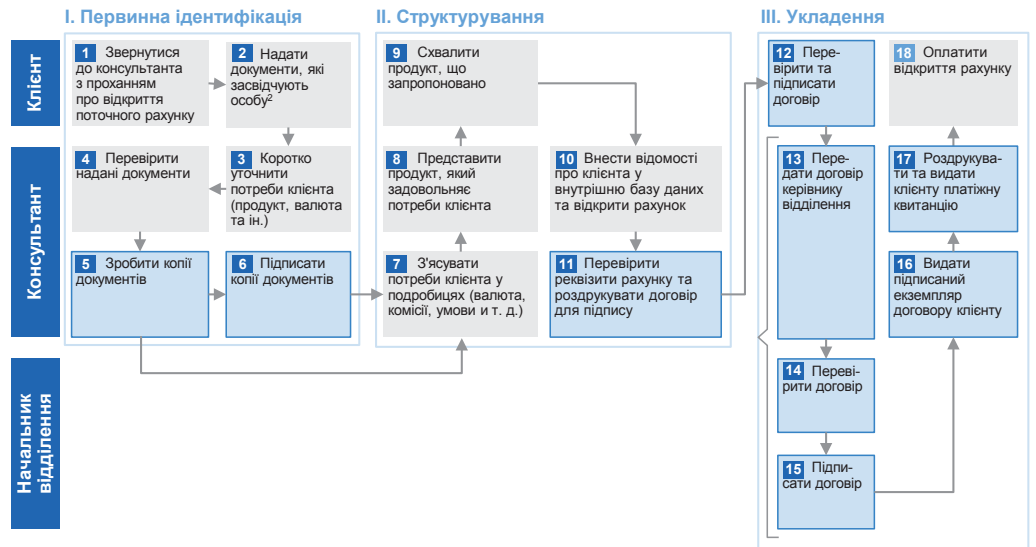 I. Первинна ідентифікація
II. Структурування
III. Укладення
Клієнт
1 Звернутися
до консультанта
з проханням
про відкриття
поточного рахунку
2 Надати
документи, які
засвідчують
особу2
9 Схвалити
продукт, що
запропоновано
12 Пере-
вірити та
підписати
договір
18 Оплатити
відкриття рахунку
Консультант
4 Перевірити
надані документи
3 Коротко
уточнити
потреби клієнта
(продукт, валюта
та ін.)
8 Представити
продукт, який
задовольняє
потреби клієнта
10 Внести відомості
про клієнта у
внутрішню базу даних
та відкрити рахунок
13 Пере-
дати договір
керівнику
відділення
17 Роздрукува-
ти та видати
клієнту платіжну
квитанцію
5 Зробити копії
документів
6 Підписати
копії документів
7 З'ясувати
потреби клієнта у
подробицях (валюта,
комісії, умови и т. д.)
11 Перевірити
реквізити рахунку та
роздрукувати договір
для підпису
16 Видати
підписаний
екземпляр
договору клієнту
Начальник
відділення
14 Переві-
рити договір
15 Підпи-
сати договір